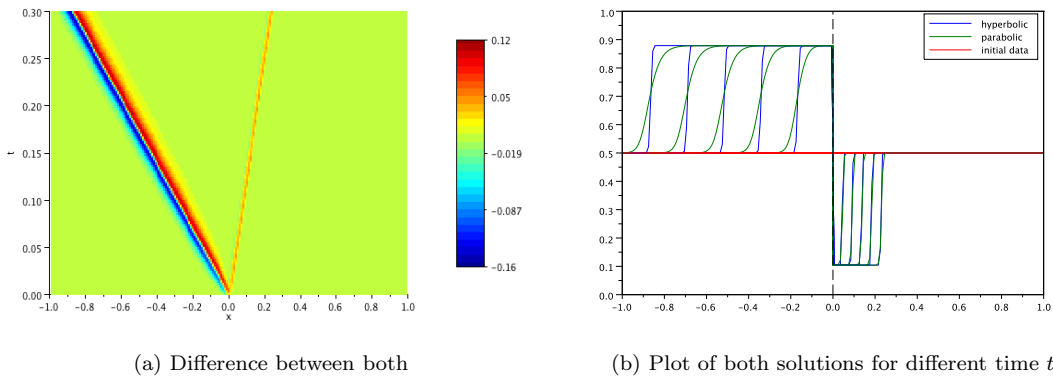 0.30
0.25
0.20
0.15
0.10
0.05
0.00
t
−1.0 −0.8 −0.6 −0.4 −0.2 0.0 0.2 0.4 0.6 0.8 1.0
x
0.12
0.05
−0.019
−0.087
−0.16
hyperbolic
parabolic
initial data
1.0
0.9
0.8
0.7
0.6
0.5
0.4
0.3
0.2
0.1
0.0
−1.0 −0.8 −0.6 −0.4 −0.2 0.0 0.2 0.4 0.6 0.8 1.0
(a) Difference between both
(b) Plot of both solutions for different time t